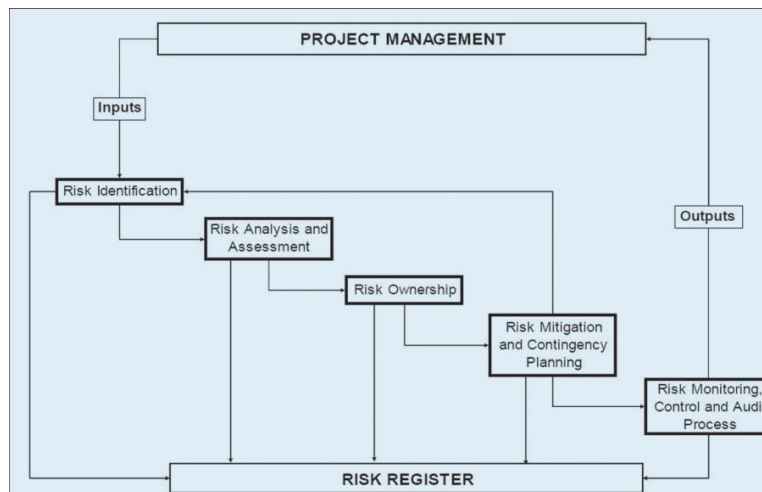 PROJECT MANAGEMENT
Inputs
Risk Identification
Risk Analysis and
Assessment
Outputs
Risk Ownership
Risk Mitigation
and Contingency
Planning
Risk Monitoring,
Control and Audi
Process
RISK REGISTER